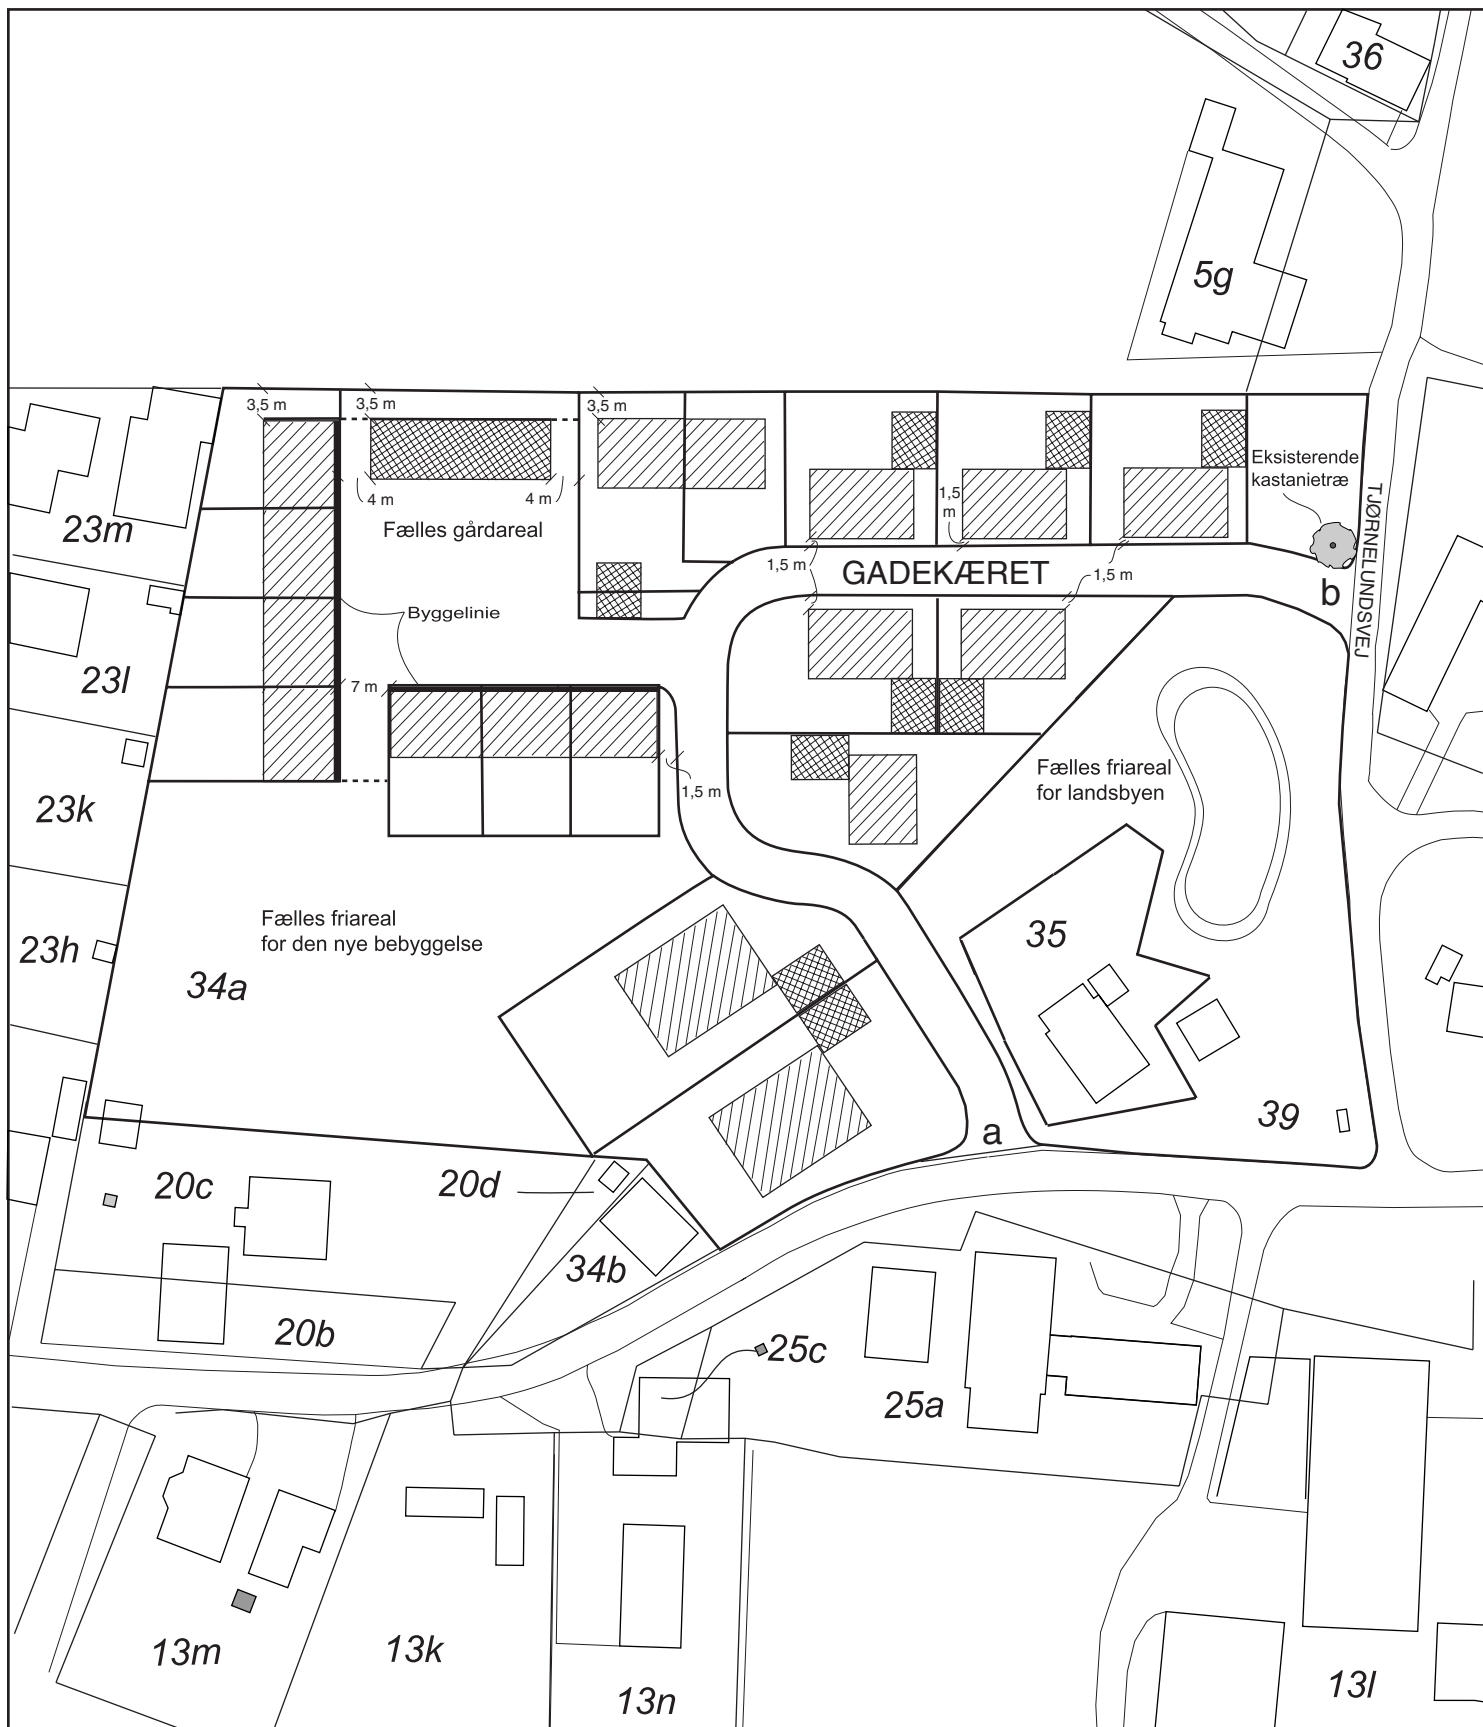 36
5g
3,5 m
3,5 m
3,5 m
4 m
4 m
Fælles gårdareal
23m
1,5
m
Eksisterende
kastanietræ
TJØRNELUNDSVEJ
1,5 m
GADEKÆRET
1,5 m
b
Byggelinie
23l
7 m
1,5 m
Fælles friareal
for landsbyen
23k
Fælles friareal
for den nye bebyggelse
23h
34a
35
39
a
20c
20d
34b
20b
25c
25a
13m
13k
13n
13l